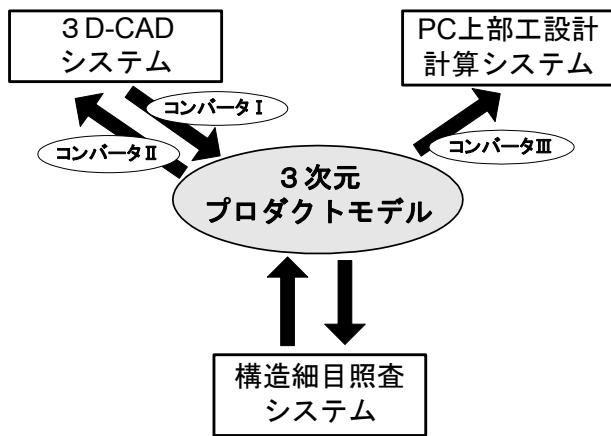 ３D-CAD
システム
PC上部工設計
計算システム
コンバータⅠ
コンバータⅡ
コンバータⅢ
３次元
プロダクトモデル
構造細目照査
システム